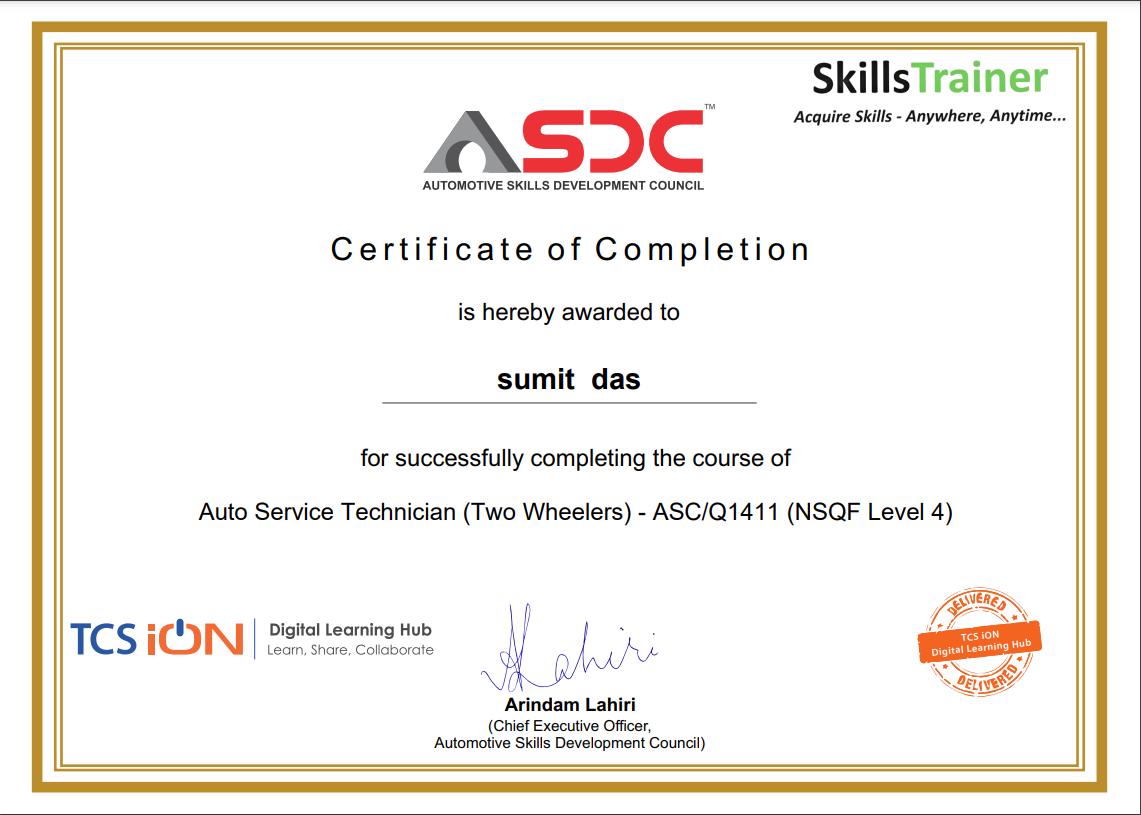 SkillsTrainer
Acquire Skills - Anywhere, Anytime...
ASDC™
AUTOMOTIVE SKILLS DEVELOPMENT COUNCIL
Certificate of Completion
is hereby awarded to
sumit das
for successfully completing the course of
Auto Service Technician (Two Wheelers) - ASC/Q1411 (NSQF Level 4)
TCS iON
Digital Learning Hub
Learn, Share, Collaborate
Lahiri
Arindam Lahiri
(Chief Executive Officer,
Automotive Skills Development Council)
DELIVERED
TCS iON
Digital Learning Hub
DELIVERED